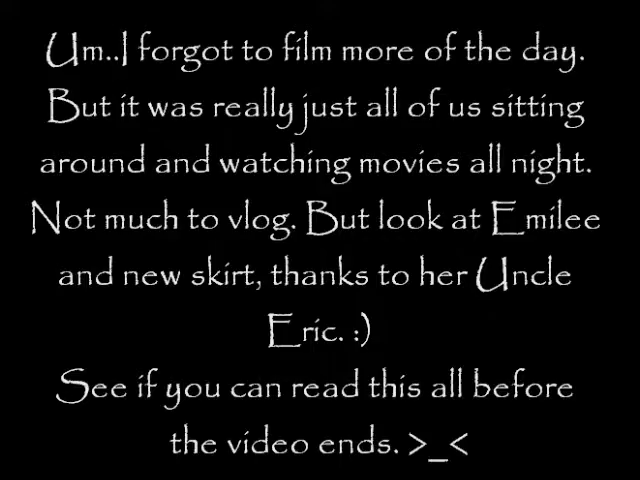 Um..I forgot to film more of the day.
But it was really just all of us sitting
around and watching movies all night.
Not much to vlog. But look at Emilee
and new skirt, thanks to her Uncle
Eric. :)
See if you can read this all before
the video ends. >_<